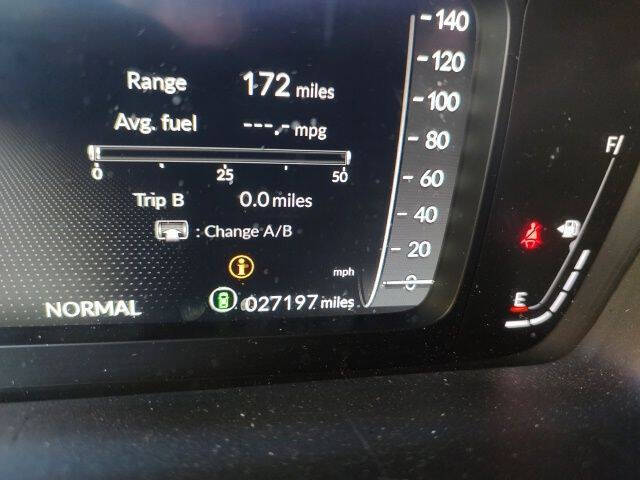 Range 172 miles
Avg. fuel ---.- mpg
0 25 50
Trip B 0.0 miles
: Change A/B
NORMAL
027197 miles
mph
140
120
100
80
60
40
20
0
F
E